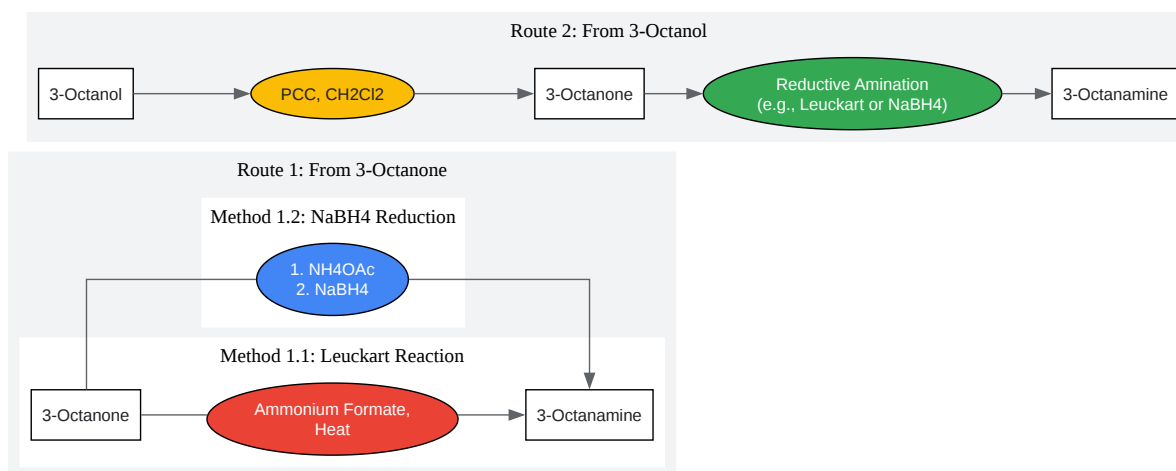 Route 2: From 3-Octanol
3-Octanol
PCC, CH2Cl2
3-Octanone
Reductive Amination
(e.g., Leuckart or NaBH4)
3-Octanamine
Route 1: From 3-Octanone
Method 1.2: NaBH4 Reduction
1. NH4OAc
2. NaBH4
Method 1.1: Leuckart Reaction
3-Octanone
Ammonium Formate,
Heat
3-Octanamine